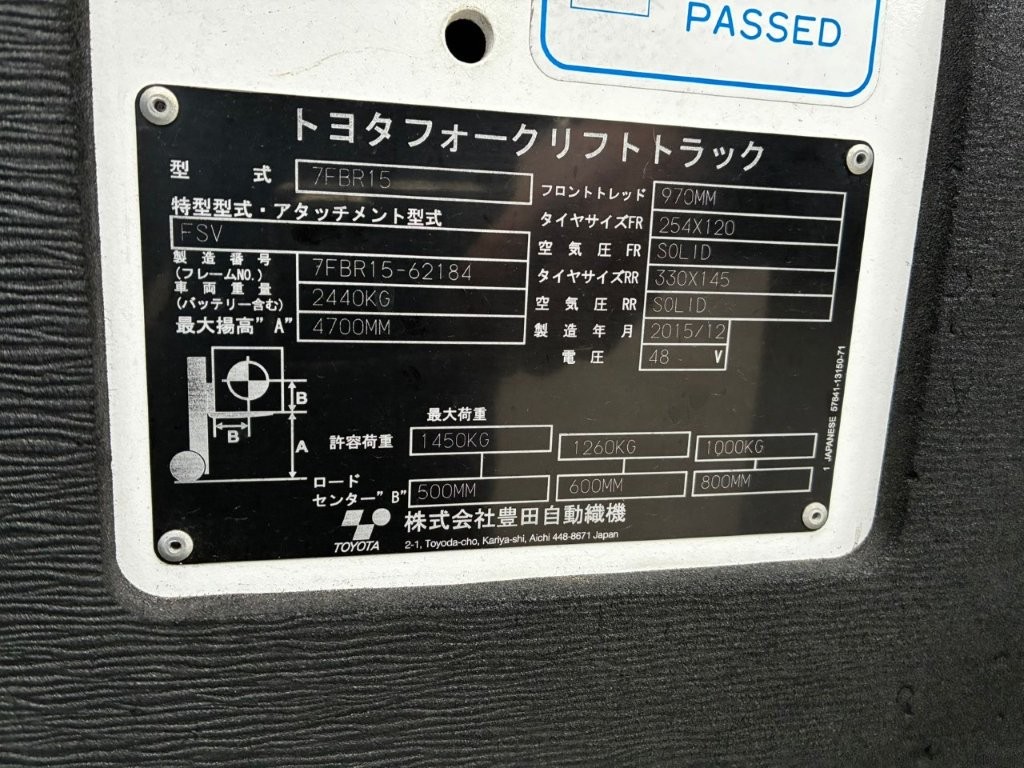 PASSED
トヨタフォークリフトトラック
型 式 7FBR15
特型型式・アタッチメント型式
FSV
製造番号
(フレームNO.) 7FBR15-62184
車両重量
(バッテリー含む) 2440KG
最大揚高"A" 4700MM
フロントトレッド 970MM
タイヤサイズFR 254X120
空気圧 FR SOLID
タイヤサイズRR 330X145
空気圧 RR SOLID
製造年月 2015/12
電圧 48 V
B
B
A
最大荷重
許容荷重 1450KG 1260KG 1000KG
ロード
センター"B" 500MM 600MM 800MM
TOYOTA 株式会社豊田自動織機
2-1, Toyoda-cho, Kariya-shi, Aichi 448-8671 Japan
1 JAPANESE 57641-13150-71